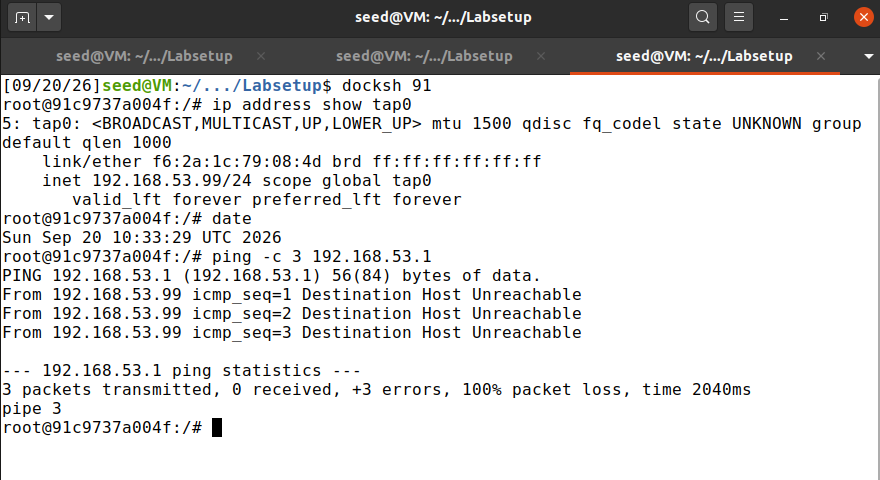 seed@VM: ~/.../Labsetup
seed@VM: ~/.../Labsetup seed@VM: ~/.../Labsetup seed@VM: ~/.../Labsetup
[09/20/26]seed@VM:~/.../Labsetup$ docksh 91
root@91c9737a004f:/# ip address show tap0
5: tap0: <BROADCAST,MULTICAST,UP,LOWER_UP> mtu 1500 qdisc fq_codel state UNKNOWN group
default qlen 1000
    link/ether f6:2a:1c:79:08:4d brd ff:ff:ff:ff:ff:ff
    inet 192.168.53.99/24 scope global tap0
       valid_lft forever preferred_lft forever
root@91c9737a004f:/# date
Sun Sep 20 10:33:29 UTC 2026
root@91c9737a004f:/# ping -c 3 192.168.53.1
PING 192.168.53.1 (192.168.53.1) 56(84) bytes of data.
From 192.168.53.99 icmp_seq=1 Destination Host Unreachable
From 192.168.53.99 icmp_seq=2 Destination Host Unreachable
From 192.168.53.99 icmp_seq=3 Destination Host Unreachable

--- 192.168.53.1 ping statistics ---
3 packets transmitted, 0 received, +3 errors, 100% packet loss, time 2040ms
pipe 3
root@91c9737a004f:/#